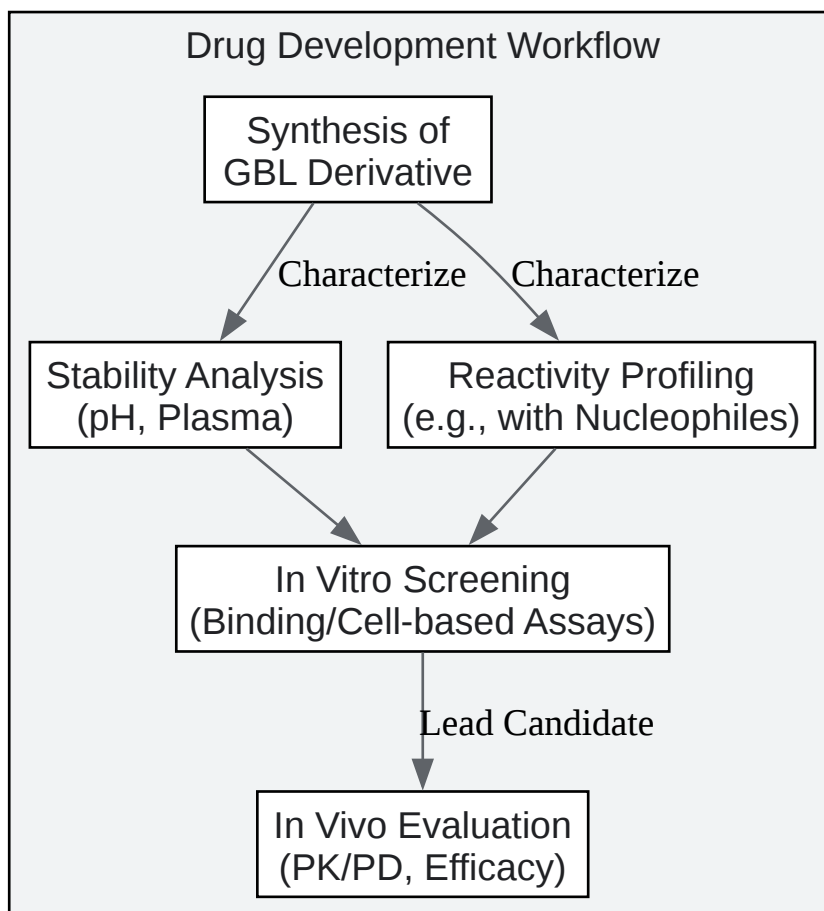 Drug Development Workflow
Synthesis of
GBL Derivative
Characterize
Characterize
Stability Analysis
(pH, Plasma)
Reactivity Profiling
(e.g., with Nucleophiles)
In Vitro Screening
(Binding/Cell-based Assays)
Lead Candidate
In Vivo Evaluation
(PK/PD, Efficacy)